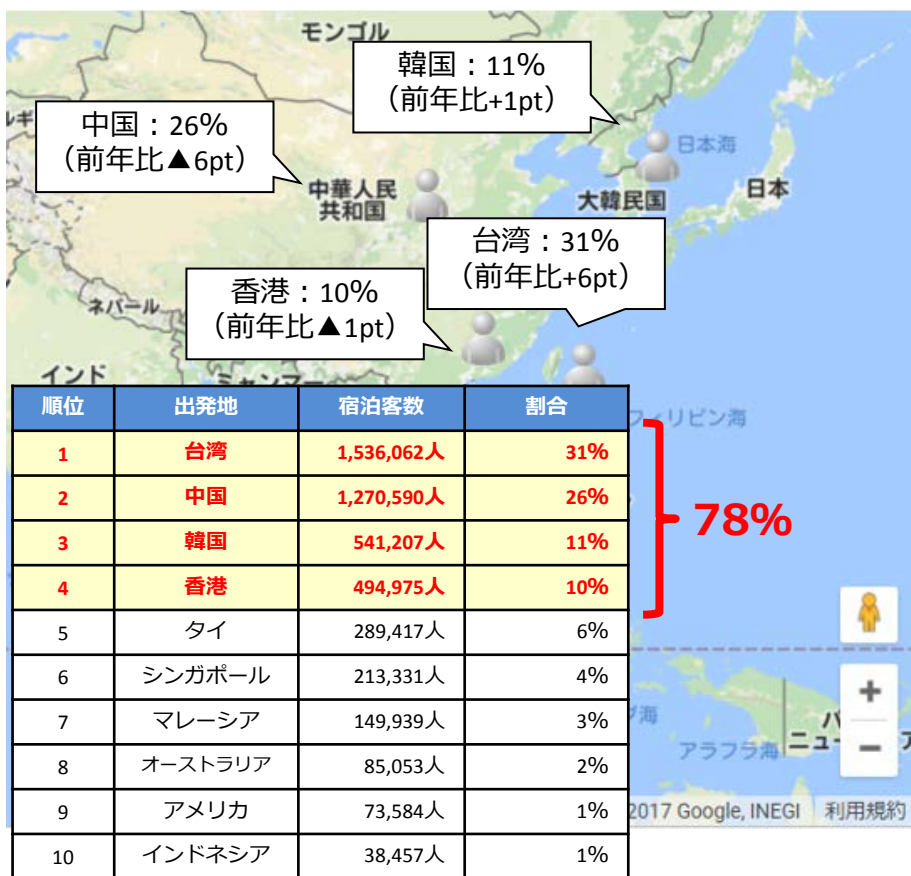 モンゴル
韓国：11%
（前年比+1pt）
中国：26%
（前年比▲6pt）
日本海
中華人民
共和国
大韓民国
日本
台湾：31%
（前年比+6pt）
香港：10%
（前年比▲1pt）
ネパール
インド
ミャンマー
フィリピン海
順位 出発地 宿泊客数 割合
1 台湾 1,536,062人 31%
2 中国 1,270,590人 26%
3 韓国 541,207人 11%
4 香港 494,975人 10%
78%
5 タイ 289,417人 6%
6 シンガポール 213,331人 4%
7 マレーシア 149,939人 3%
8 オーストラリア 85,053人 2%
9 アメリカ 73,584人 1%
10 インドネシア 38,457人 1%
+
−
アラフラ海
2017 Google, INEGI 利用規約